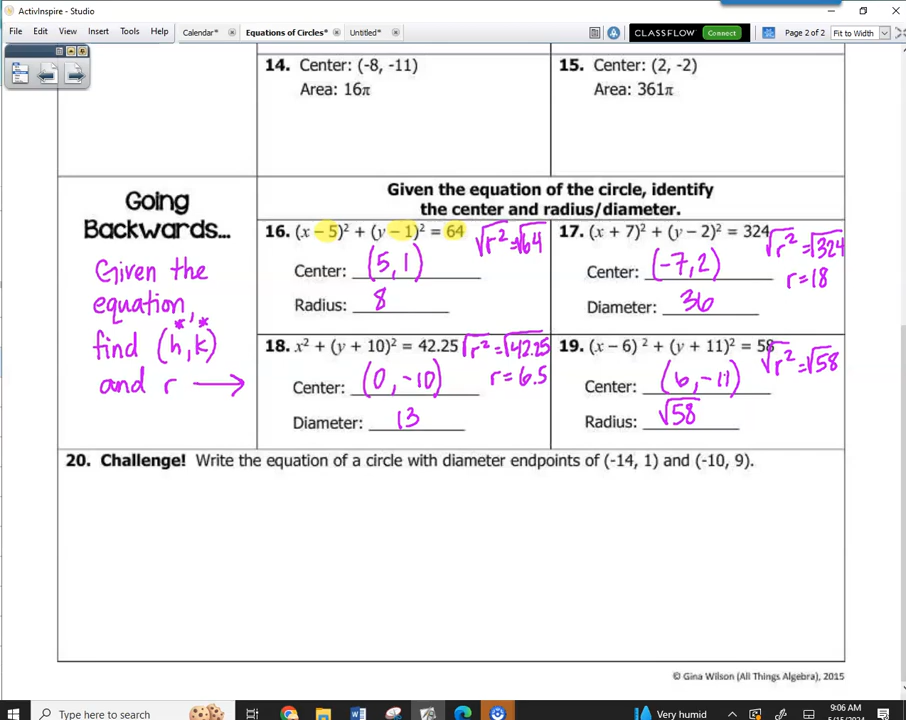 ActivInspire - Studio
File Edit View Insert Tools Help Calendar* Equations of Circles* Untitled* CLASSFLOW Connect Page 2 of 2 Fit to Width
14. Center: (-8, -11)
Area: 16π
15. Center: (2, -2)
Area: 361π
Going
Backwards...
Given the
equation,
find (h,k)
and r →
Given the equation of the circle, identify
the center and radius/diameter.
16. (x – 5)² + (y – 1)² = 64 √r² = √64
Center: (5, 1)
Radius: 8
17. (x + 7)² + (y – 2)² = 324 √r² = √324
Center: (-7, 2) r = 18
Diameter: 36
18. x² + (y + 10)² = 42.25 √r² = √42.25
Center: (0, -10) r = 6.5
Diameter: 13
19. (x – 6)² + (y + 11)² = 58 √r² = √58
Center: (6, -11)
Radius: √58
20. Challenge! Write the equation of a circle with diameter endpoints of (-14, 1) and (-10, 9).
© Gina Wilson (All Things Algebra), 2015
Type here to search
Very humid
9:06 AM